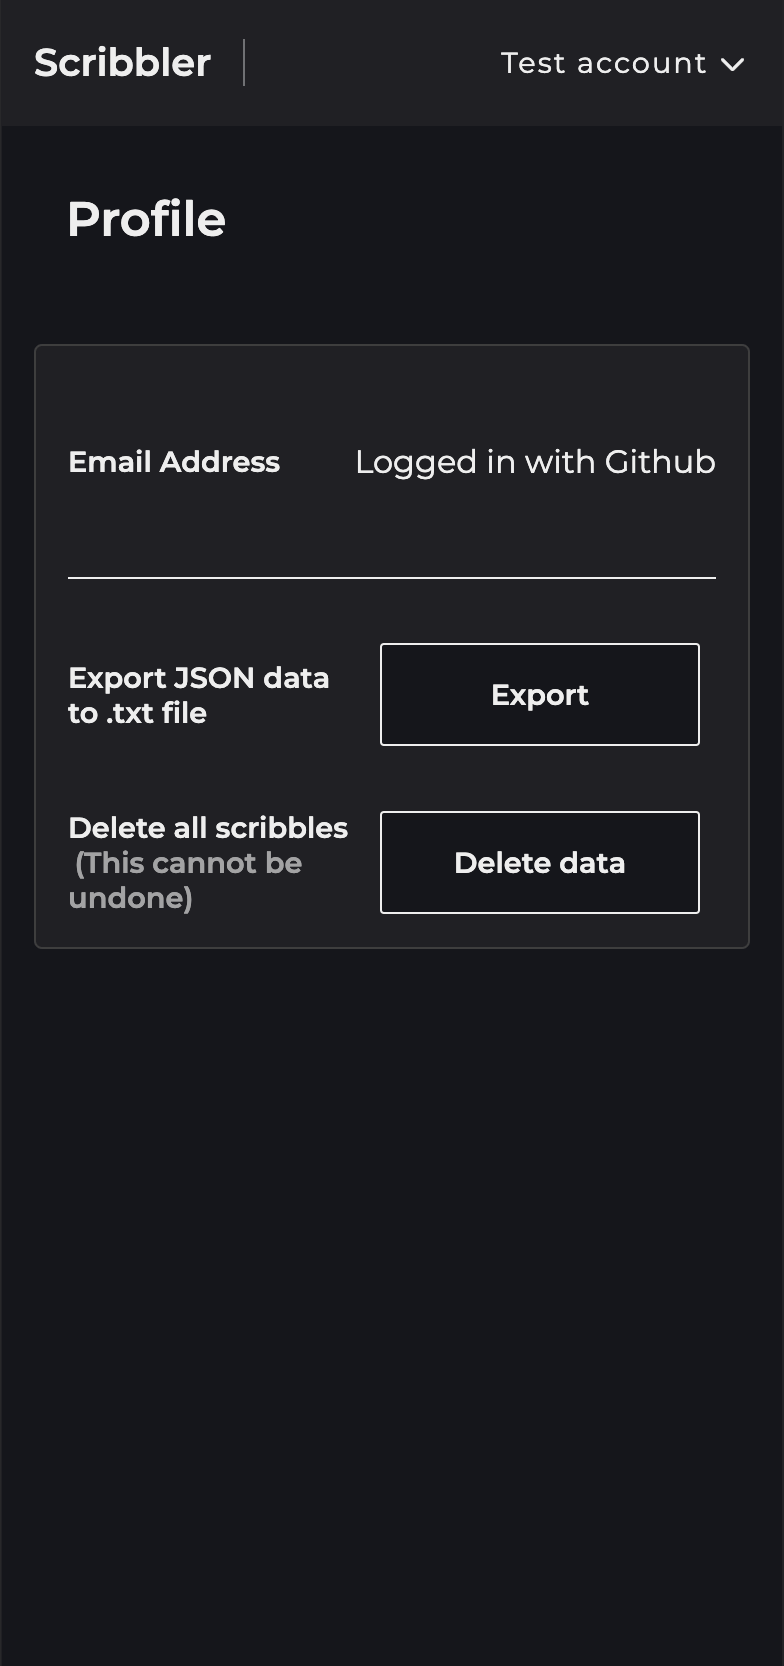 Scribbler
Test account
Profile
Email Address
Logged in with Github
Export JSON data
to .txt file
Export
Delete all scribbles
(This cannot be
undone)
Delete data